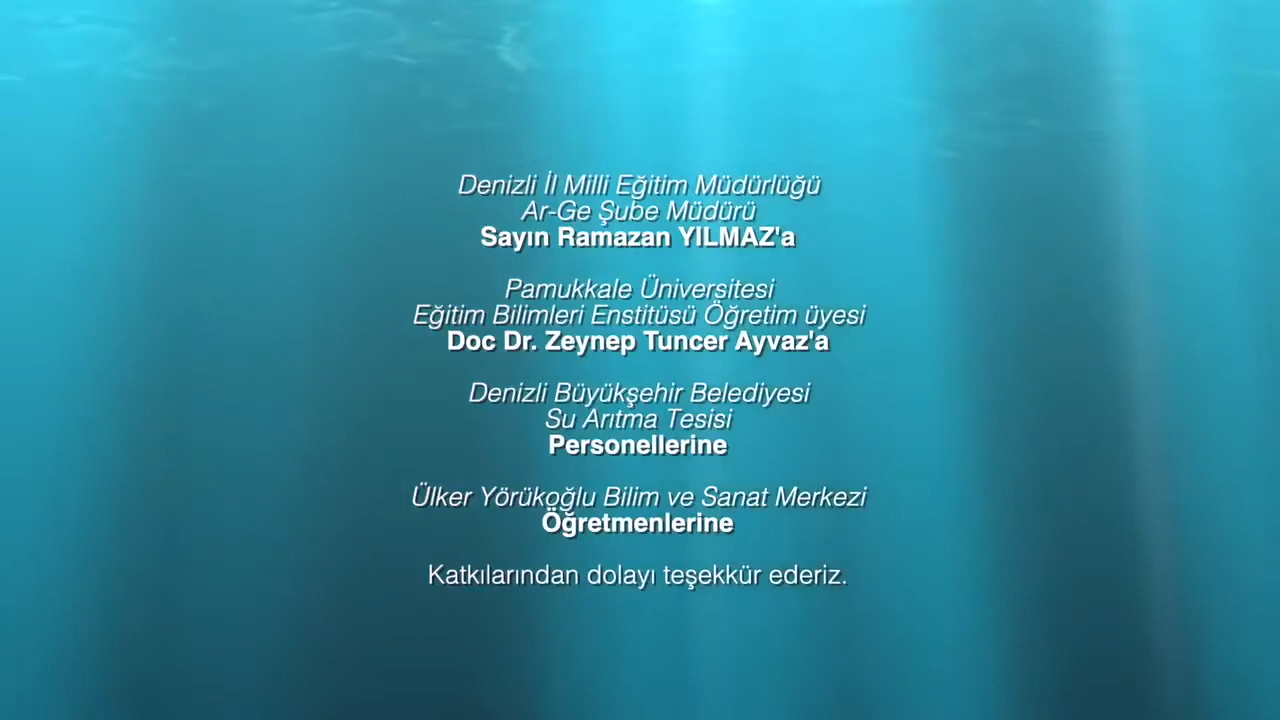 Denizli İl Milli Eğitim Müdürlüğü
Ar-Ge Şube Müdürü
Sayın Ramazan YILMAZ'a
Pamukkale Üniversitesi
Eğitim Bilimleri Enstitüsü Öğretim üyesi
Doc Dr. Zeynep Tuncer Ayvaz'a
Denizli Büyükşehir Belediyesi
Su Arıtma Tesisi
Personellerine
Ülker Yörükoğlu Bilim ve Sanat Merkezi
Öğretmenlerine
Katkılarından dolayı teşekkür ederiz.